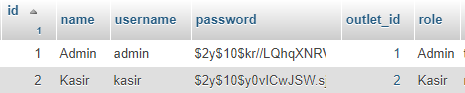 id name username password outlet_id role
1
1 Admin admin $2y$10$kr//LQhqXNR 1 Admin
2 Kasir kasir $2y$10$y0vICwJSW.s 2 Kasir